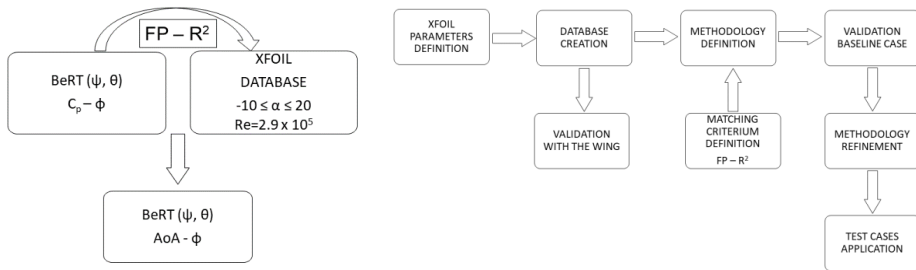 FP – R²
BeRT (ψ, θ)
Cₚ – ϕ
XFOIL
DATABASE
-10 ≤ α ≤ 20
Re=2.9 x 10⁵
BeRT (ψ, θ)
AoA - ϕ
XFOIL
PARAMETERS
DEFINITION
DATABASE
CREATION
METHODOLOGY
DEFINITION
VALIDATION
BASELINE CASE
VALIDATION
WITH THE WING
MATCHING
CRITERIUM
DEFINITION
FP – R²
METHODOLOGY
REFINEMENT
TEST CASES
APPLICATION